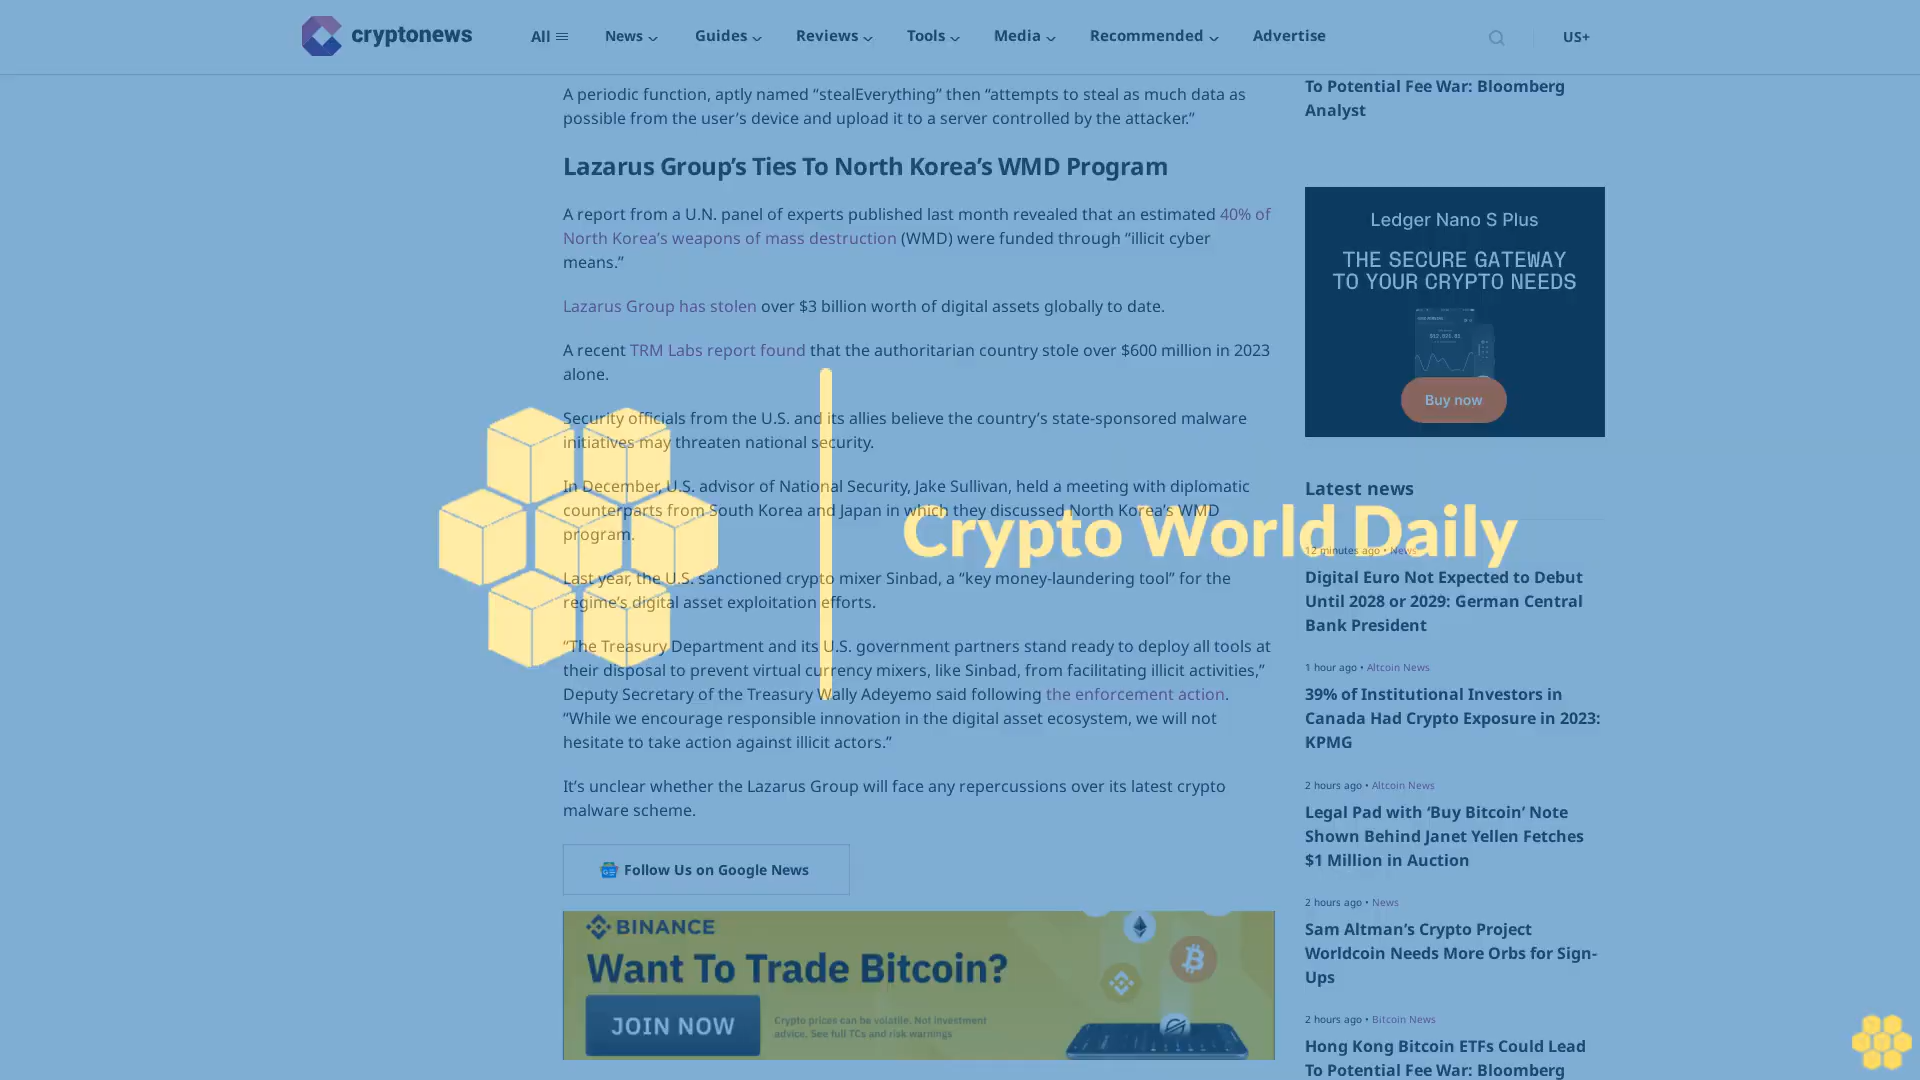 cryptonews
All
News
Guides
Reviews
Tools
Media
Recommended
Advertise
US+
A periodic function, aptly named “stealEverything” then “attempts to steal as much data as
possible from the user’s device and upload it to a server controlled by the attacker.”
Lazarus Group’s Ties To North Korea’s WMD Program
A report from a U.N. panel of experts published last month revealed that an estimated 40% of
North Korea’s weapons of mass destruction (WMD) were funded through “illicit cyber
means.”
Lazarus Group has stolen over $3 billion worth of digital assets globally to date.
A recent TRM Labs report found that the authoritarian country stole over $600 million in 2023
alone.
Security officials from the U.S. and its allies believe the country’s state-sponsored malware
initiatives may threaten national security.
In December, U.S. advisor of National Security, Jake Sullivan, held a meeting with diplomatic
counterparts from South Korea and Japan in which they discussed North Korea’s WMD
program.
Last year, the U.S. sanctioned crypto mixer Sinbad, a “key money-laundering tool” for the
regime’s digital asset exploitation efforts.
“The Treasury Department and its U.S. government partners stand ready to deploy all tools at
their disposal to prevent virtual currency mixers, like Sinbad, from facilitating illicit activities,”
Deputy Secretary of the Treasury Wally Adeyemo said following the enforcement action.
“While we encourage responsible innovation in the digital asset ecosystem, we will not
hesitate to take action against illicit actors.”
It’s unclear whether the Lazarus Group will face any repercussions over its latest crypto
malware scheme.
Follow Us on Google News
BINANCE
Want To Trade Bitcoin?
JOIN NOW
Crypto prices can be volatile. Not investment
advice. See full TCs and risk warnings
Crypto World Daily
To Potential Fee War: Bloomberg
Analyst
Ledger Nano S Plus
THE SECURE GATEWAY
TO YOUR CRYPTO NEEDS
Buy now
Latest news
12 minutes ago • News
Digital Euro Not Expected to Debut
Until 2028 or 2029: German Central
Bank President
1 hour ago • Altcoin News
39% of Institutional Investors in
Canada Had Crypto Exposure in 2023:
KPMG
2 hours ago • Altcoin News
Legal Pad with ‘Buy Bitcoin’ Note
Shown Behind Janet Yellen Fetches
$1 Million in Auction
2 hours ago • News
Sam Altman’s Crypto Project
Worldcoin Needs More Orbs for Sign-
Ups
2 hours ago • Bitcoin News
Hong Kong Bitcoin ETFs Could Lead
To Potential Fee War: Bloomberg